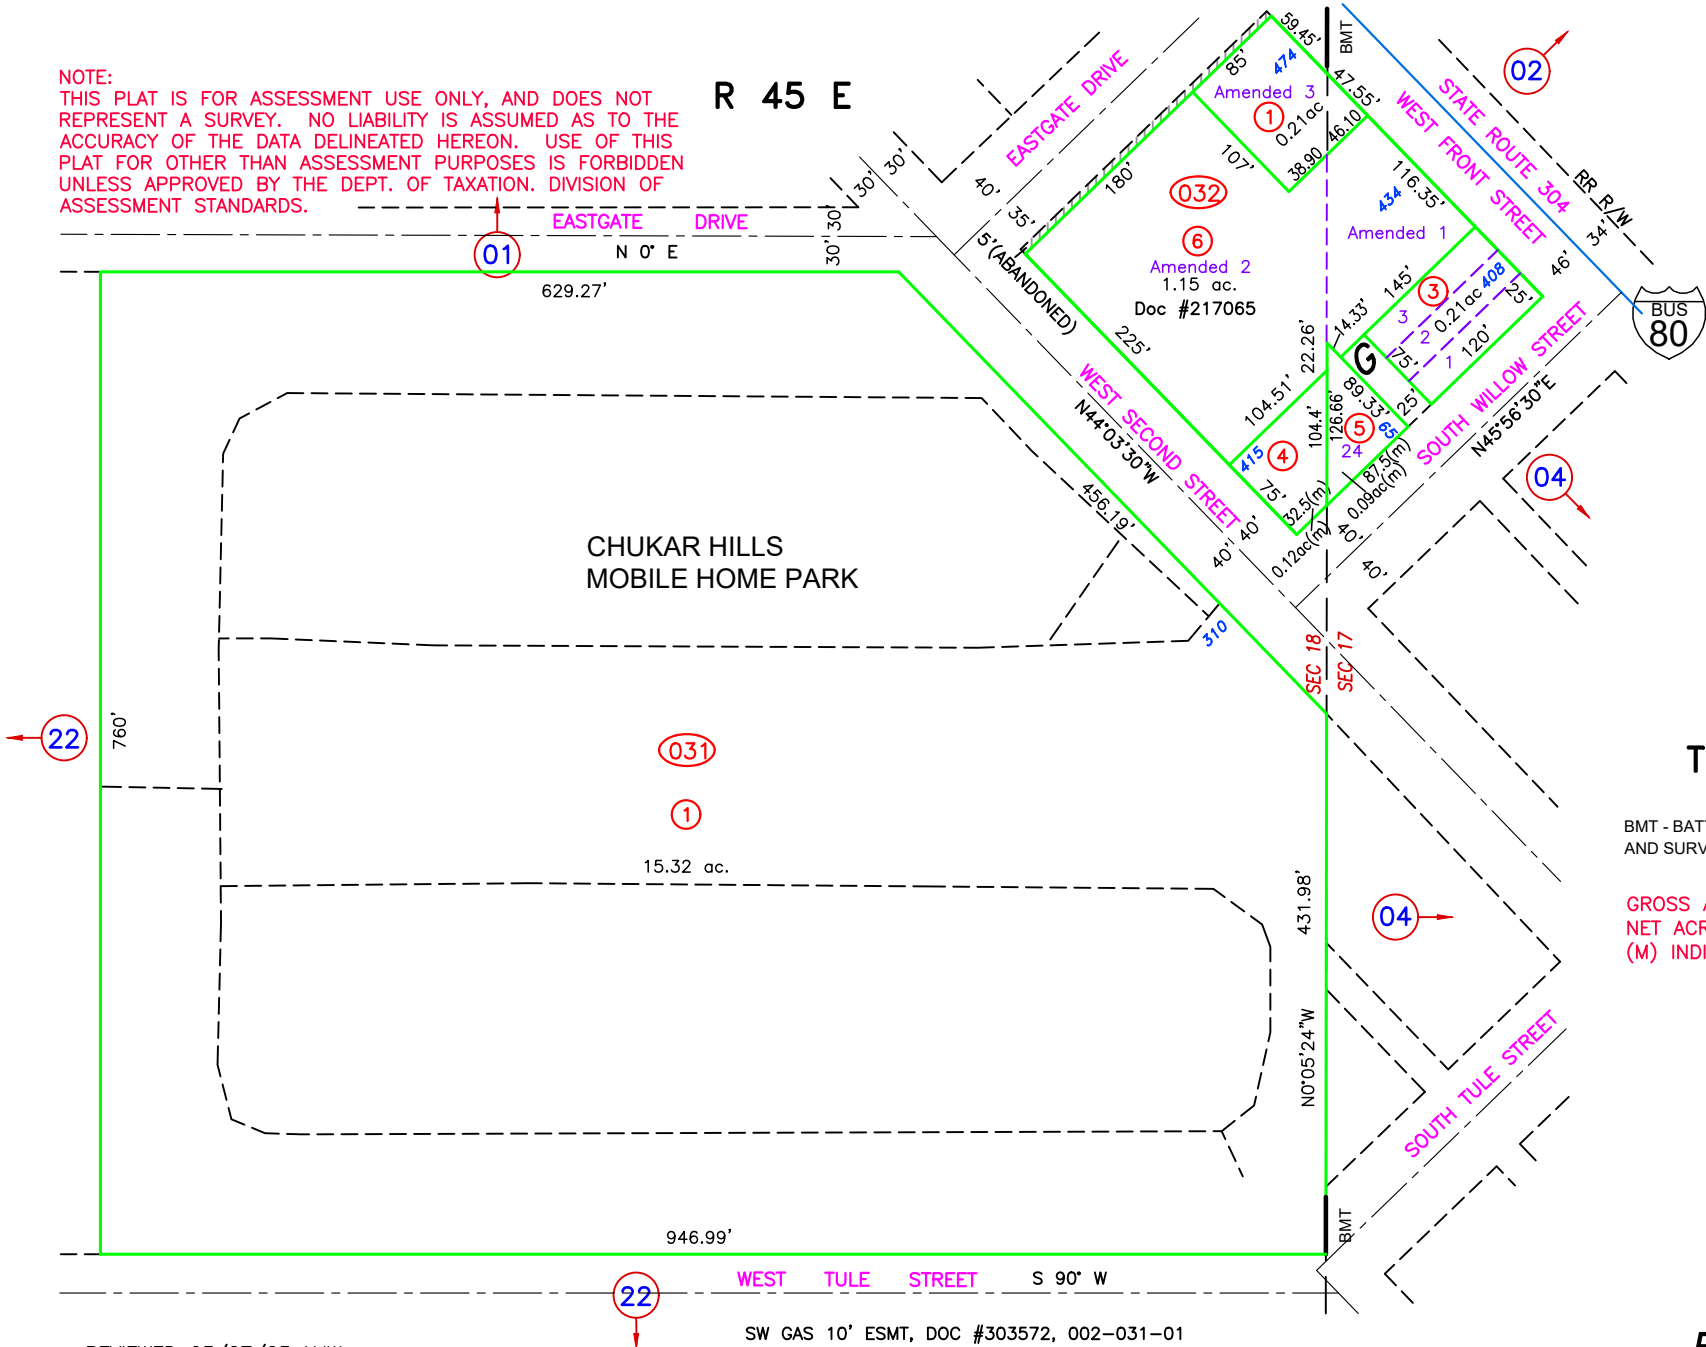 NOTE:
THIS PLAT IS FOR ASSESSMENT USE ONLY, AND DOES NOT
REPRESENT A SURVEY. NO LIABILITY IS ASSUMED AS TO THE
ACCURACY OF THE DATA DELINEATED HEREON. USE OF THIS
PLAT FOR OTHER THAN ASSESSMENT PURPOSES IS FORBIDDEN
UNLESS APPROVED BY THE DEPT. OF TAXATION. DIVISION OF
ASSESSMENT STANDARDS.
R 45 E
EASTGATE DRIVE
N 0° E
01
629.27'
30'
30'
30'
30'
EASTGATE DRIVE
40'
35'
5'(ABANDONED)
180'
85'
59.45'
474
Amended 3
1
0.21ac
47.55'
46.10
38.90
107'
BMT
02
STATE ROUTE 304
WEST FRONT STREET
RR R/W
34'
46'
BUS
80
032
6
Amended 2
1.15 ac.
Doc #217065
225'
116.35'
434
Amended 1
145'
3
408
25'
0.21ac
3
2
1
120'
75'
14.33'
22.26'
G
89.33'
25'
104.51'
104.4'
126.66'
5
65
24
415
4
75'
87.5(m)
0.09ac(m)
32.5(m)
0.12ac(m)
SOUTH WILLOW STREET
N45°56'30"E
WEST SECOND STREET
N44°03'30"W
40'
40'
40'
40'
04
456.19'
310
CHUKAR HILLS
MOBILE HOME PARK
SEC 18
SEC 17
22
760'
031
1
15.32 ac.
431.98'
N0°05'24"W
04
T
BMT - BAT
AND SURV
GROSS
NET ACR
(M) INDI
SOUTH TULE STREET
BMT
946.99'
WEST TULE STREET S 90° W
22
SW GAS 10' ESMT, DOC #303572, 002-031-01